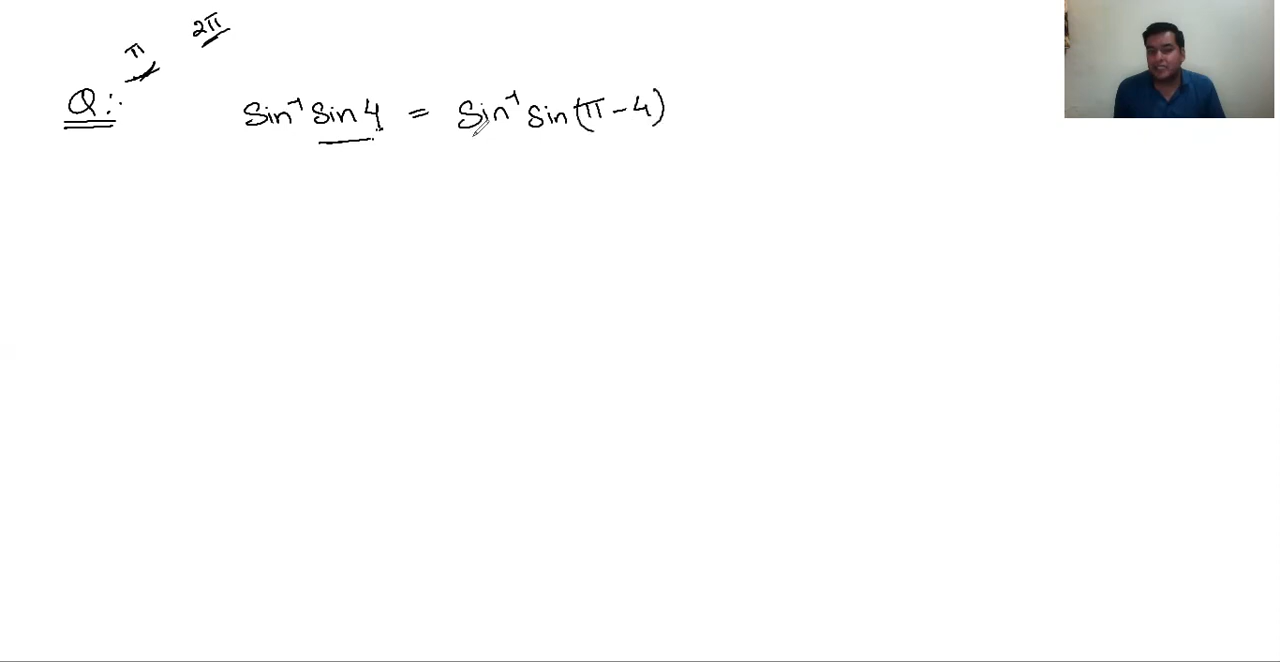 π 2π
Q:. Sin⁻¹ Sin 4 = Sin⁻¹ Sin(π-4)